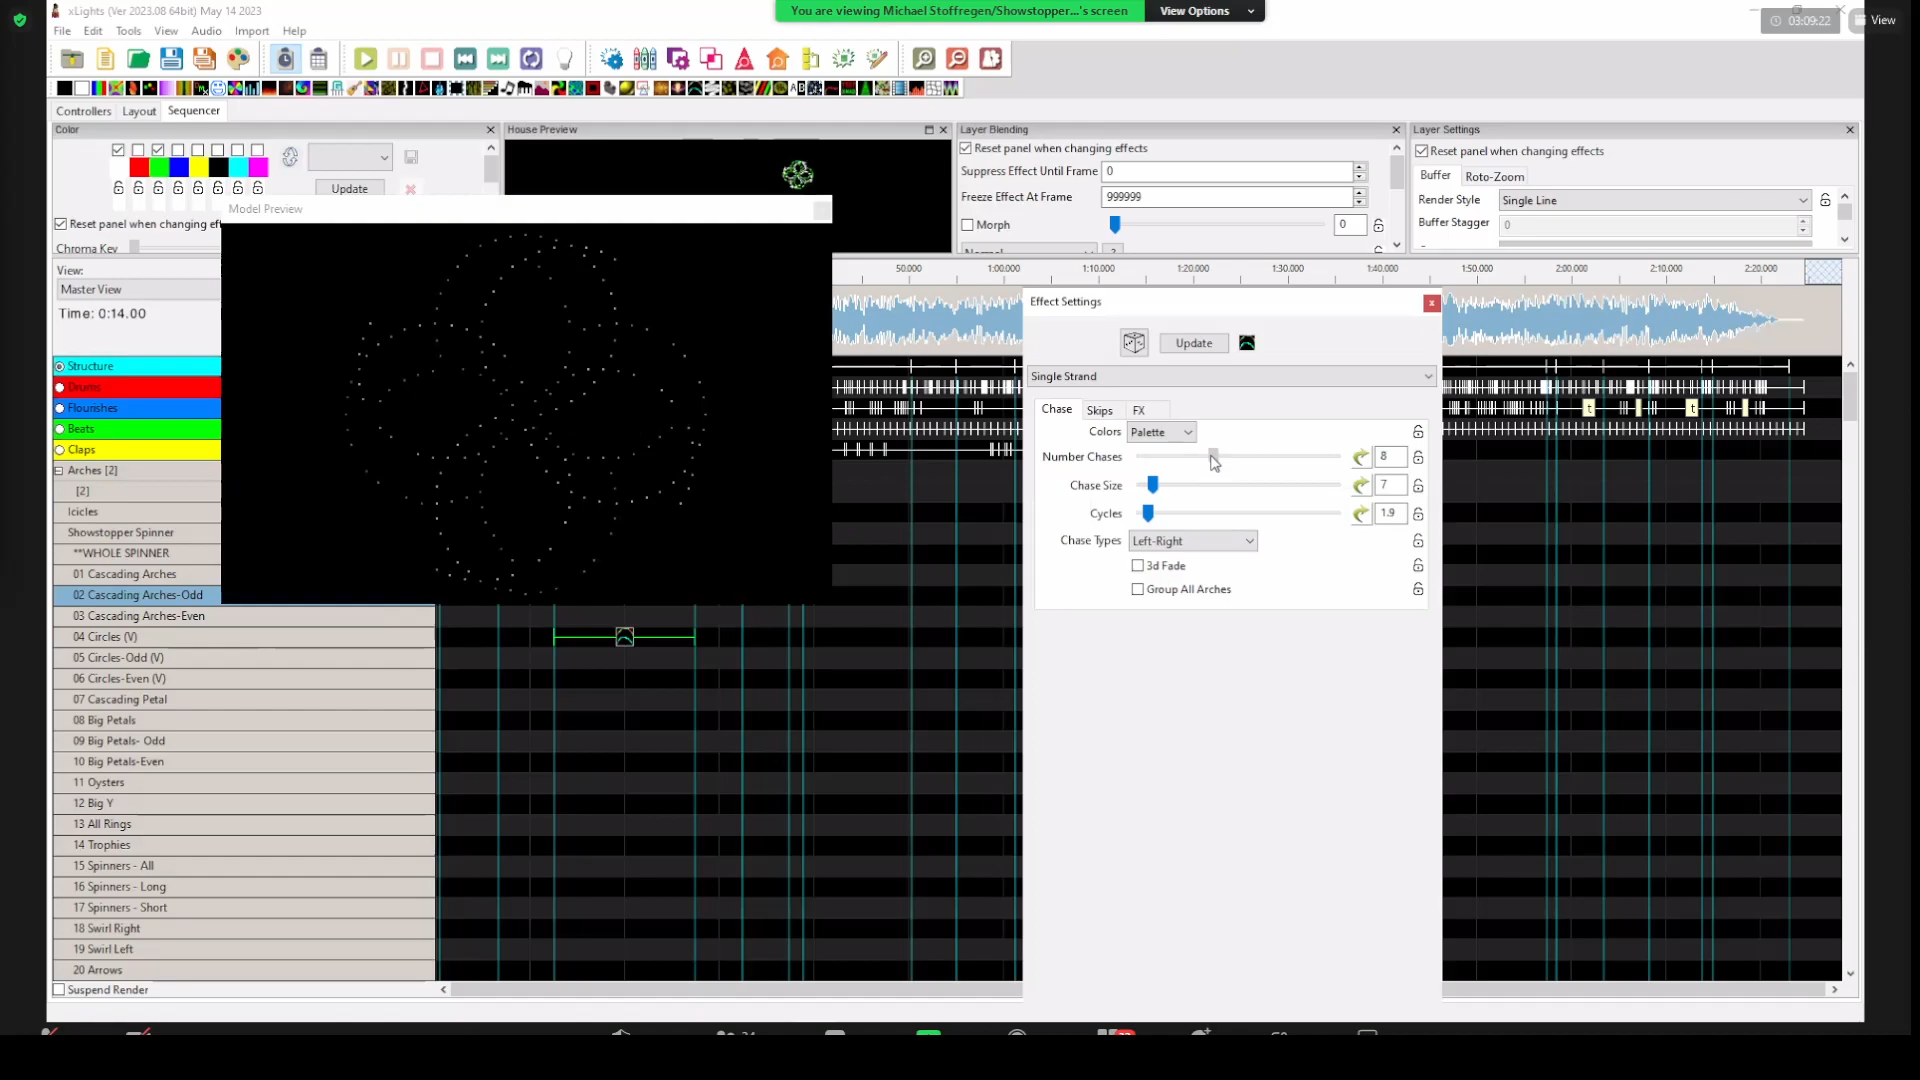 xLights (Ver 2023.08 64bit) May 14 2023
You are viewing Michael Stoffregen/Showstopper...'s screen
View Options
03:09:22
View
File Edit Tools View Audio Import Help
Controllers Layout Sequencer
Color
House Preview
Layer Blending
Layer Settings
Update
Reset panel when changing eff
Chroma Key
Model Preview
Reset panel when changing effects
Suppress Effect Until Frame 0
Freeze Effect At Frame 999999
Morph 0
Reset panel when changing effects
Buffer Roto-Zoom
Render Style Single Line
Buffer Stagger 0
View:
Master View
Time: 0:14.00
50.000 1:00.000 1:10.000 1:20.000 1:30.000 1:40.000 1:50.000 2:00.000 2:10.000 2:20.000
Effect Settings
Update
Single Strand
Chase Skips FX
Colors Palette
Number Chases 8
Chase Size 7
Cycles 1.9
Chase Types Left-Right
3d Fade
Group All Arches
Structure
Drums
Flourishes
t t
Beats
Claps
Arches [2]
[2]
Icicles
Showstopper Spinner
**WHOLE SPINNER
01 Cascading Arches
02 Cascading Arches-Odd
03 Cascading Arches-Even
04 Circles (V)
05 Circles-Odd (V)
06 Circles-Even (V)
07 Cascading Petal
08 Big Petals
09 Big Petals- Odd
10 Big Petals-Even
11 Oysters
12 Big Y
13 All Rings
14 Trophies
15 Spinners - All
16 Spinners - Long
17 Spinners - Short
18 Swirl Right
19 Swirl Left
20 Arrows
Suspend Render